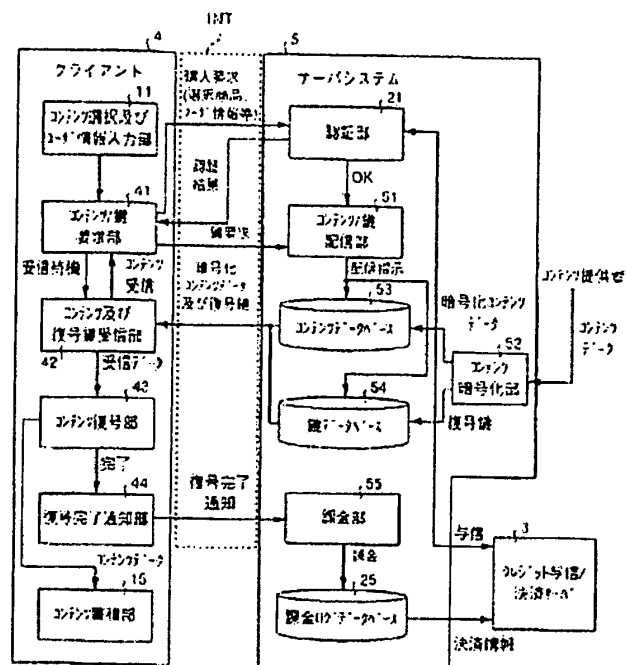 INT
4
5
クライアント
サーバシステム
購入要求
(選択商品、
ユーザ情報等)
11
コンテンツ選択及び
ユーザ情報入力部
21
認証部
認証
結果
OK
41
コンテンツ/鍵
要求部
51
コンテンツ/鍵
配信部
鍵要求
受信待機
コンテンツ
受信
暗号化
コンテンツデータ
及び復号鍵
配信指示
53
コンテンツデータベース
暗号化コンテンツ
データ
コンテンツ提供者
コンテンツ
データ
コンテンツ及び
復号鍵受信部
42
受信データ
52
コンテンツ
暗号化部
54
鍵データベース
復号鍵
43
コンテンツ復号部
完了
44
復号完了通知部
復号完了
通知
55
課金部
コンテンツデータ
課金
与信
3
クレジット与信/
決済サーバ
15
コンテンツ蓄積部
25
課金ログデータベース
決済情報